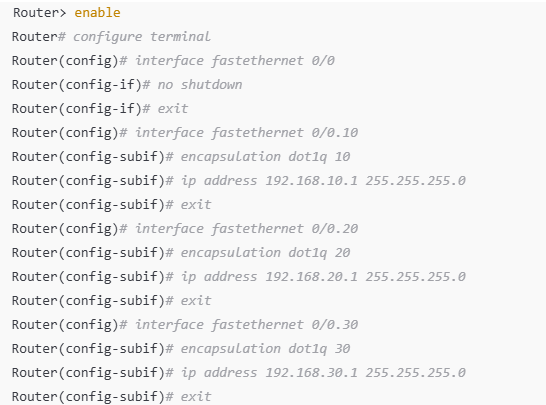 Router> enable
Router# configure terminal
Router(config)# interface fastethernet 0/0
Router(config-if)# no shutdown
Router(config-if)# exit
Router(config)# interface fastethernet 0/0.10
Router(config-subif)# encapsulation dot1q 10
Router(config-subif)# ip address 192.168.10.1 255.255.255.0
Router(config-subif)# exit
Router(config)# interface fastethernet 0/0.20
Router(config-subif)# encapsulation dot1q 20
Router(config-subif)# ip address 192.168.20.1 255.255.255.0
Router(config-subif)# exit
Router(config)# interface fastethernet 0/0.30
Router(config-subif)# encapsulation dot1q 30
Router(config-subif)# ip address 192.168.30.1 255.255.255.0
Router(config-subif)# exit